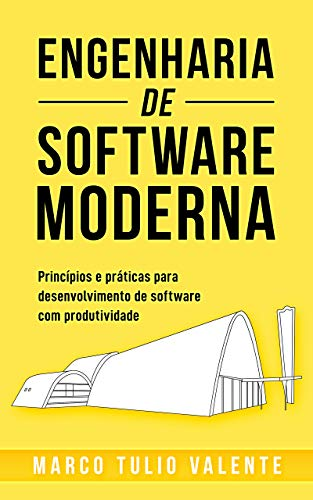 ENGENHARIA
DE
SOFTWARE
MODERNA
Princípios e práticas para
desenvolvimento de software
com produtividade
MARCO TULIO VALENTE